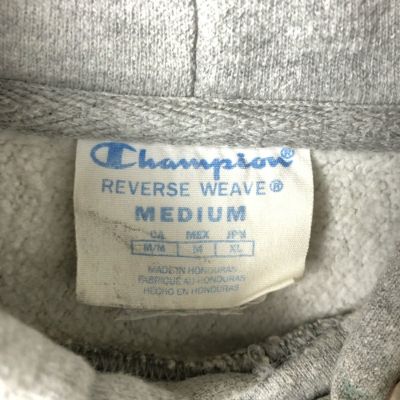 Champion®
REVERSE WEAVE®
MEDIUM
CA MEX JPN
M/M M XL
MADE IN HONDURAS
FABRIQUÉ AU HONDURAS
HECHO EN HONDURAS